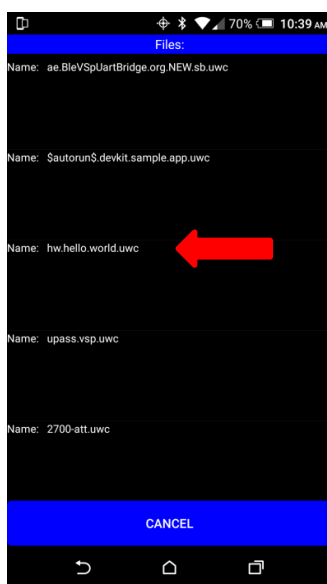 70% 10:39 AM
Files:
Name: ae.BleVSpUartBridge.org.NEW.sb.uwc
Name: $autorun$.devkit.sample.app.uwc
Name: hw.hello.world.uwc
Name: upass.vsp.uwc
Name: 2700-att.uwc
CANCEL